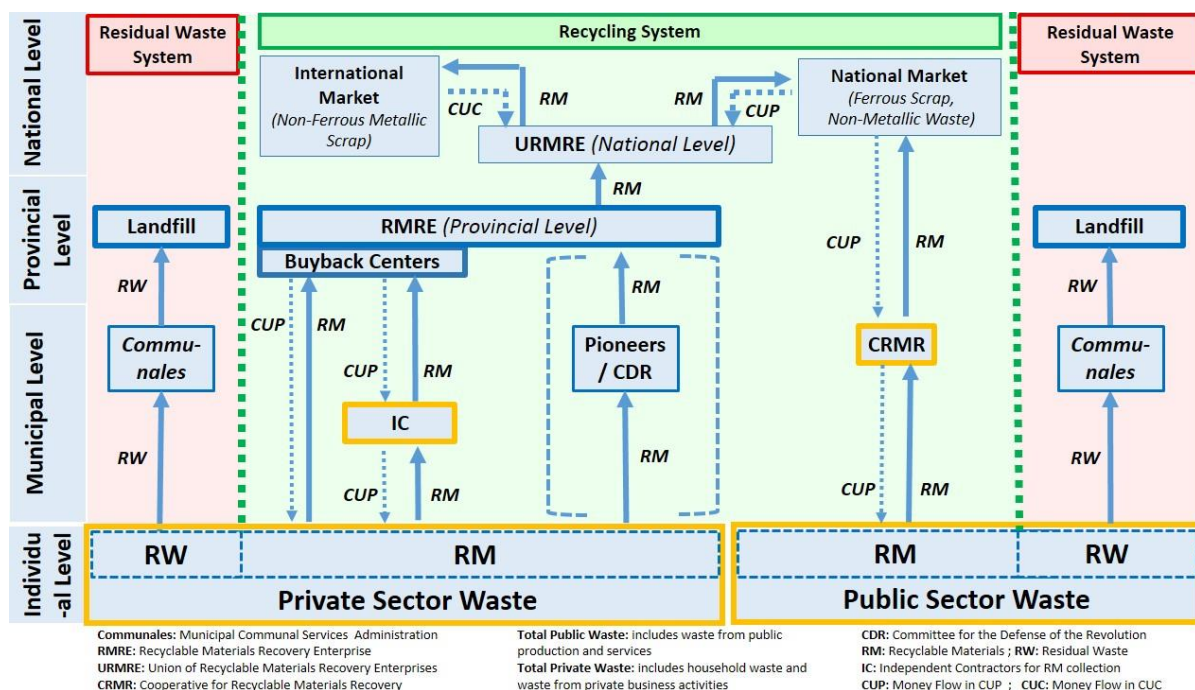 National Level
Provincial
Level
Municipal Level
Individu
-al Level
Residual Waste
System
Recycling System
Residual Waste
System
International
Market
(Non-Ferrous Metallic
Scrap)
CUC
RM
RM
CUP
National Market
(Ferrous Scrap,
Non-Metallic Waste)
URMRE (National Level)
RM
Landfill
RMRE (Provincial Level)
Buyback Centers
CUP
RM
Landfill
RW
RM
RW
CUP
RM
Commu-
nales
CUP
RM
Pioneers
/ CDR
CRMR
Commu-
nales
IC
RW
CUP
RM
RM
CUP
RM
RW
RW
RM
RM
RW
Private Sector Waste
Public Sector Waste
Communales: Municipal Communal Services Administration
RMRE: Recyclable Materials Recovery Enterprise
URMRE: Union of Recyclable Materials Recovery Enterprises
CRMR: Cooperative for Recyclable Materials Recovery
Total Public Waste: includes waste from public
production and services
Total Private Waste: includes household waste and
waste from private business activities
CDR: Committee for the Defense of the Revolution
RM: Recyclable Materials ; RW: Residual Waste
IC: Independent Contractors for RM collection
CUP: Money Flow in CUP ; CUC: Money Flow in CUC